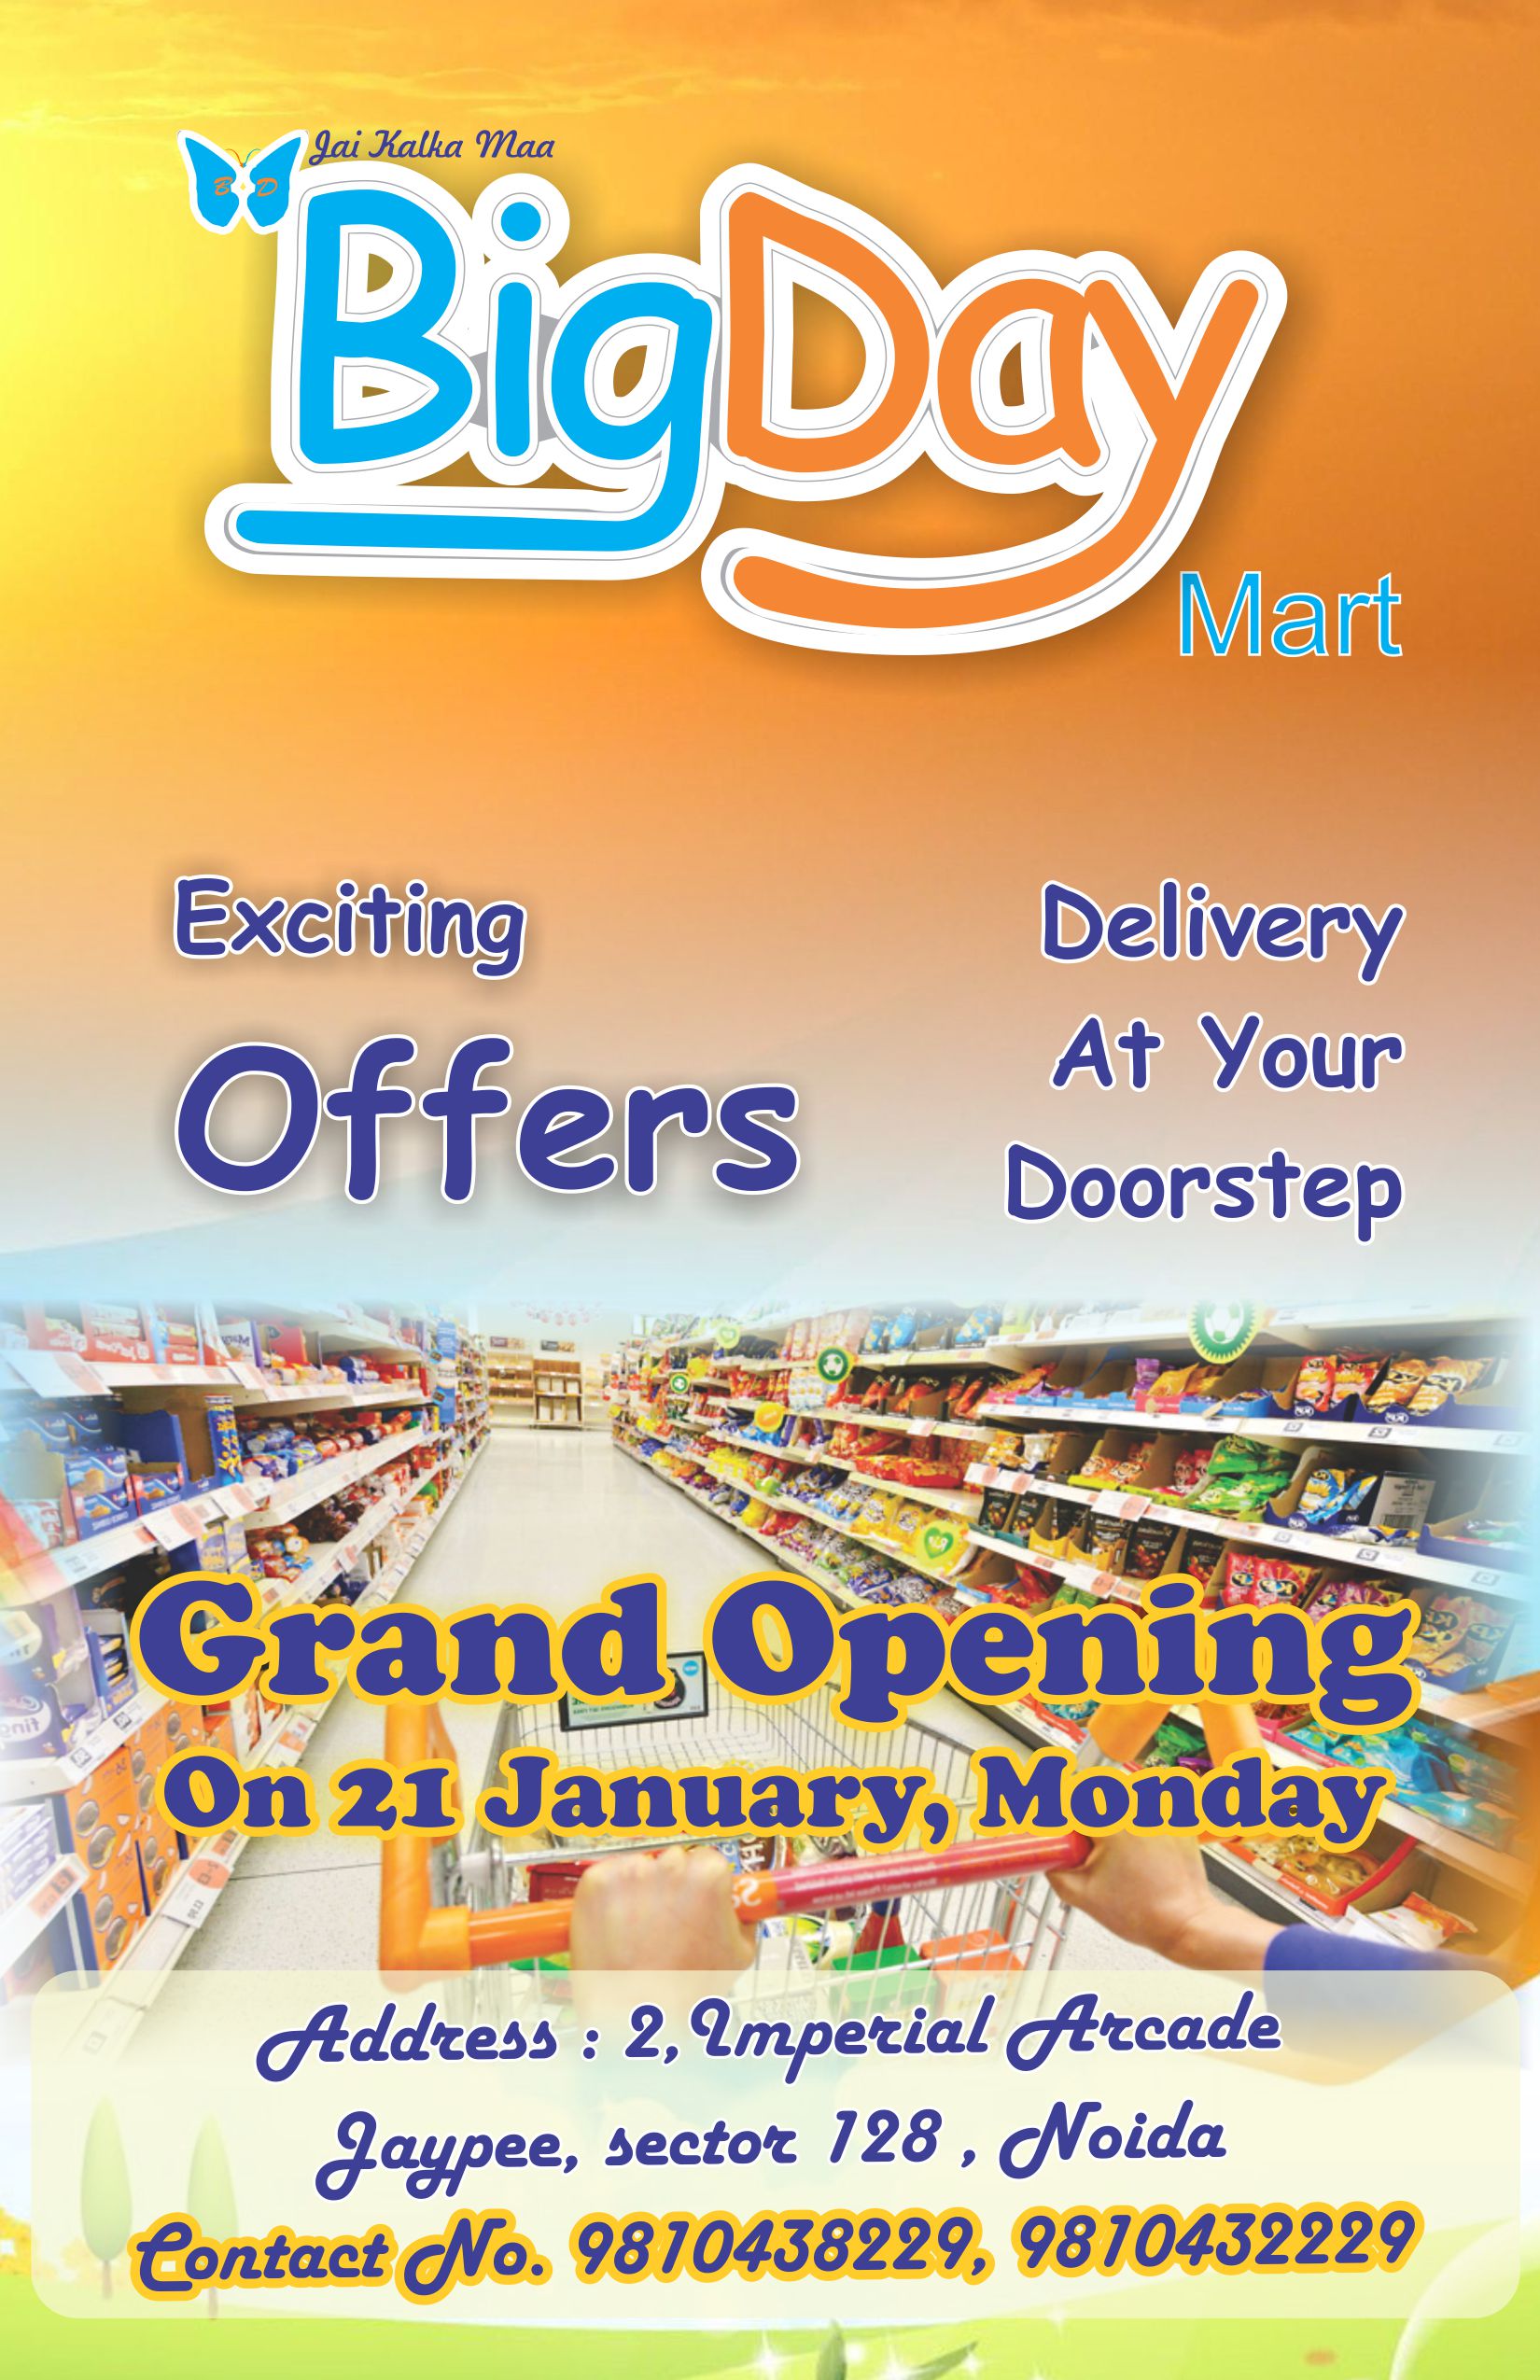 Jai Kalka Maa
B D
BigDay
Mart
Exciting
Offers
Delivery
At Your
Doorstep
Grand Opening
On 21 January, Monday
Address : 2, Imperial Arcade
Jaypee, sector 128 , Noida
Contact No. 9810438229, 9810432229